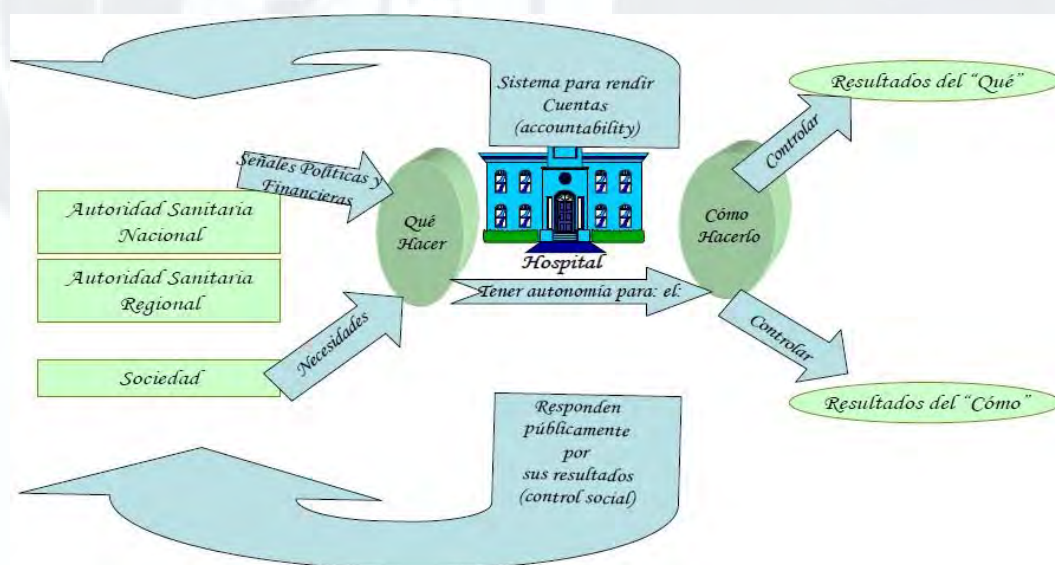 Sistema para rendir
Cuentas
(accountability)
Resultados del "Qué"
Controlar
Señales Políticas y
Financieras
Autoridad Sanitaria
Nacional
Qué
Hacer
Cómo
Hacerlo
Autoridad Sanitaria
Regional
Hospital
Tener autonomía para: el:
Necesidades
Controlar
Sociedad
Resultados del "Cómo"
Responden
públicamente
por
sus resultados
(control social)